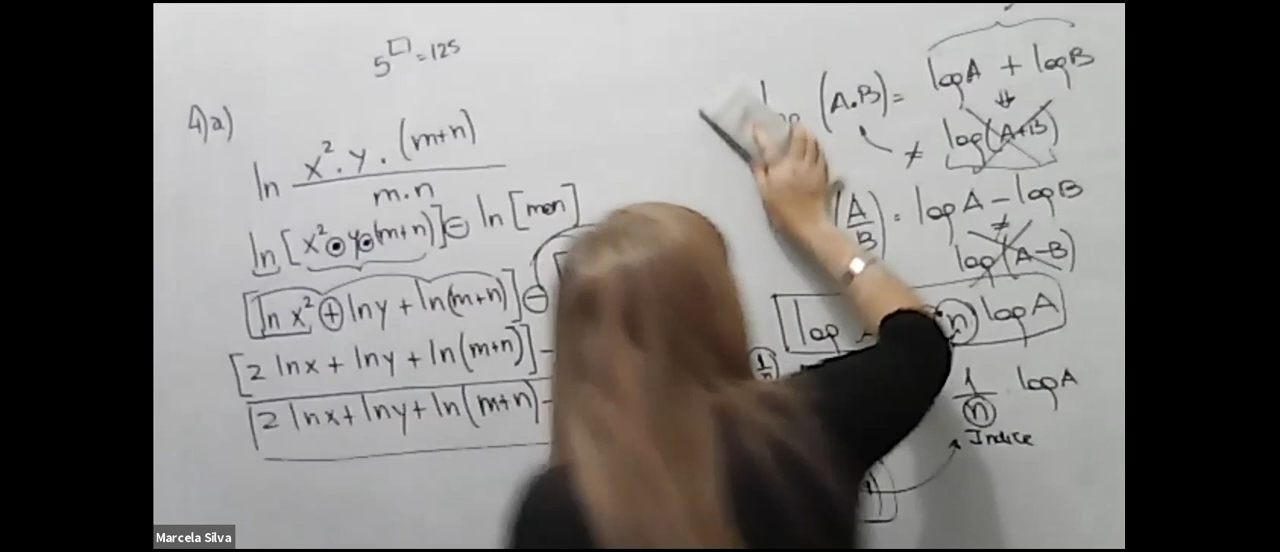 5^□ = 125
4)a)
ln x². y . (m+n)
m.n
ln [x² . y . (m+n)] - ln [m.n]
[ln x² + ln y + ln(m+n)] -
[2 ln x + ln y + ln(m+n)] -
2 ln x + ln y + ln(m+n) -
(A.B) = log A + log B
≠ log(A+B)
(A/B) = log A - log B
≠
log(A-B)
log n log A
1/n
1/n log A
Indice
Marcela Silva